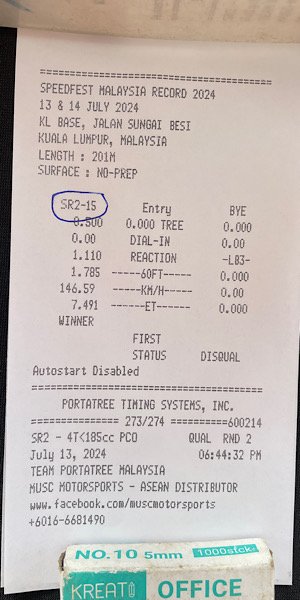 SPEEDFEST MALAYSIA RECORD 2024
13 & 14 JULY 2024
KL BASE, JALAN SUNGAI BESI
KUALA LUMPUR, MALAYSIA
LENGTH : 201M
SURFACE : NO-PREP
SR2-15 Entry BYE
0.500 0.000 TREE 0.000
0.00 DIAL-IN 0.00
1.110 REACTION -LB3-
1.785 ------60FT----- 0.000
146.59 -----KM/H----- 0.00
7.491 ------ET------ 0.000
WINNER
FIRST
STATUS DISQUAL
Autostart Disabled
PORTATREE TIMING SYSTEMS, INC.
============= 273/274 ==========600214
SR2 - 4T<185cc PCO QUAL RND 2
July 13, 2024 06:44:32 PM
TEAM PORTATREE MALAYSIA
MUSC MOTORSPORTS - ASEAN DISTRIBUTOR
www.facebook.com/muscmotorsports
+6016-6681490
NO.10 5mm 1000stcks
KREATO OFFICE